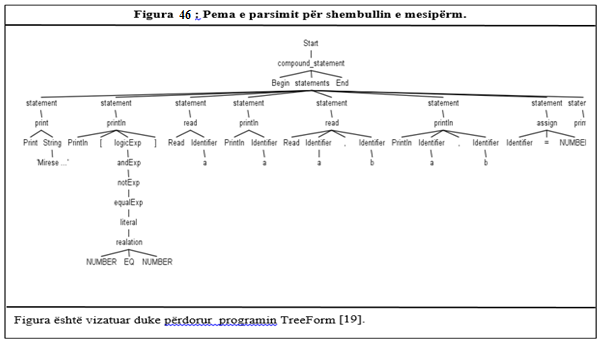 Figura 46 ; Pema e parsimit për shembullin e mesipërm.
Start
compound_statement
Begin statements End
statement statement statement statement statement statement statement stater
print println read println read println assign prin
Print String Println [ logicExp ] Read Identifier Println Identifier Read Identifier , Identifier Println Identifier , Identifier Identifier = NUMBE
'Mirese ...' andExp a a a b a b
notExp
equalExp
literal
realation
NUMBER EQ NUMBER
Figura është vizatuar duke përdorur programin TreeForm [19].